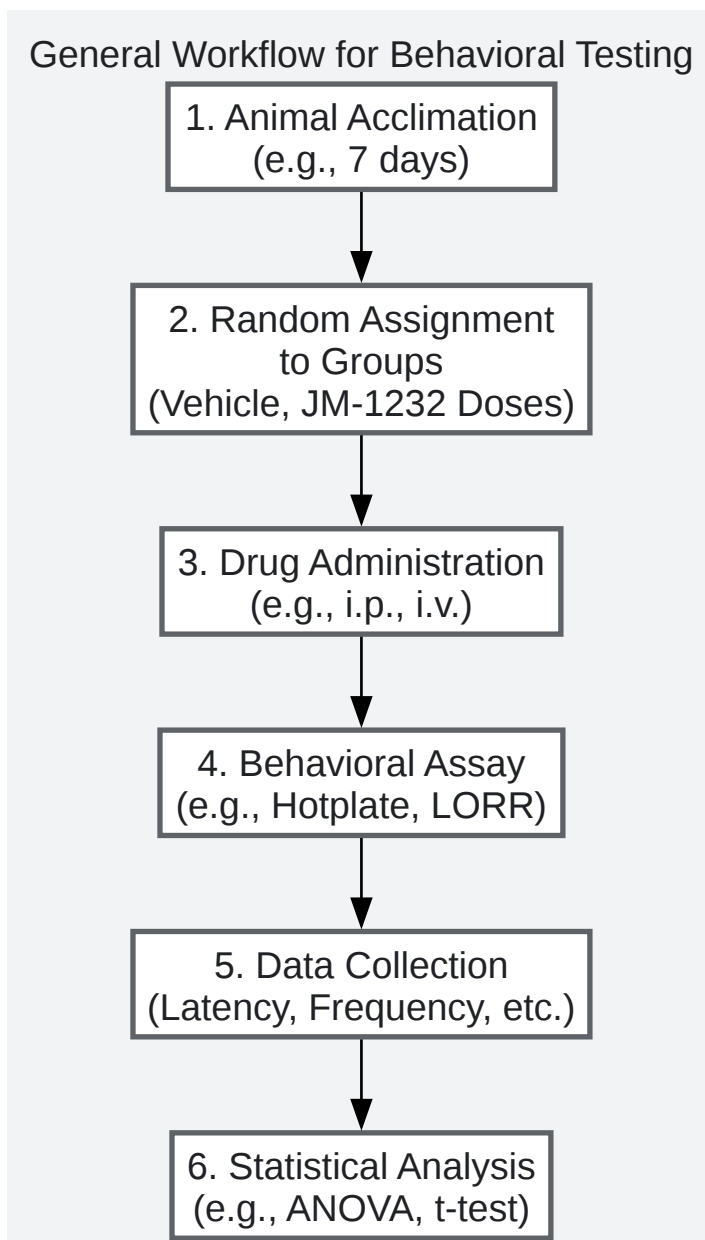 General Workflow for Behavioral Testing
1. Animal Acclimation
(e.g., 7 days)
2. Random Assignment
to Groups
(Vehicle, JM-1232 Doses)
3. Drug Administration
(e.g., i.p., i.v.)
4. Behavioral Assay
(e.g., Hotplate, LORR)
5. Data Collection
(Latency, Frequency, etc.)
6. Statistical Analysis
(e.g., ANOVA, t-test)